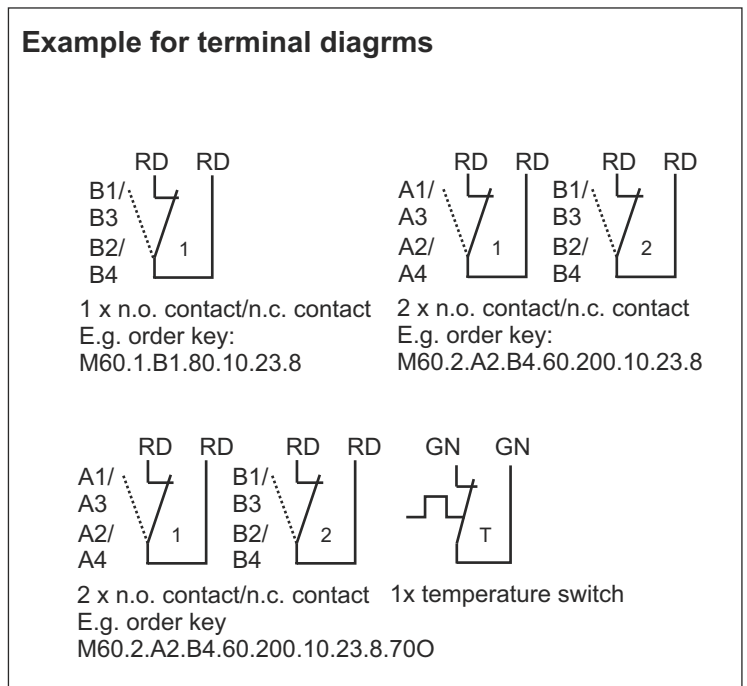 Example for terminal diagrms
RD RD
B1/
B3
B2/
B4
1
1 x n.o. contact/n.c. contact
E.g. order key:
M60.1.B1.80.10.23.8
RD RD RD RD
A1/
A3
A2/
A4
1
B1/
B3
B2/
B4
2
2 x n.o. contact/n.c. contact
E.g. order key:
M60.2.A2.B4.60.200.10.23.8
RD RD RD RD
A1/
A3
A2/
A4
1
B1/
B3
B2/
B4
2
2 x n.o. contact/n.c. contact
E.g. order key
M60.2.A2.B4.60.200.10.23.8.70O
GN GN
T
1x temperature switch